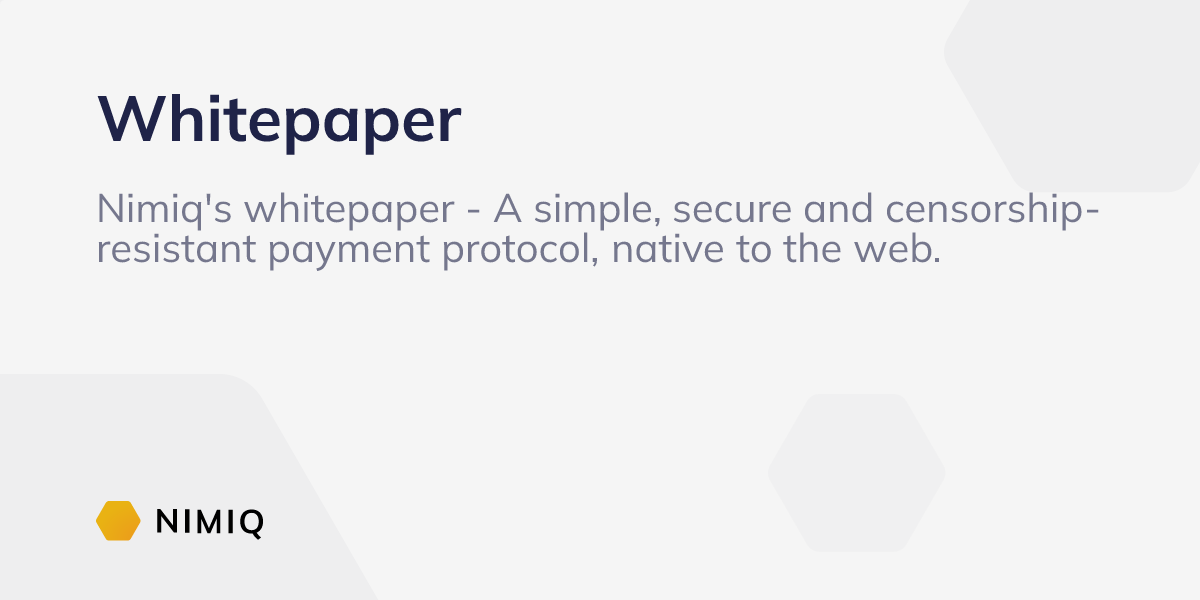 Whitepaper
Nimiq's whitepaper - A simple, secure and censorship-
resistant payment protocol, native to the web.
NIMIQ